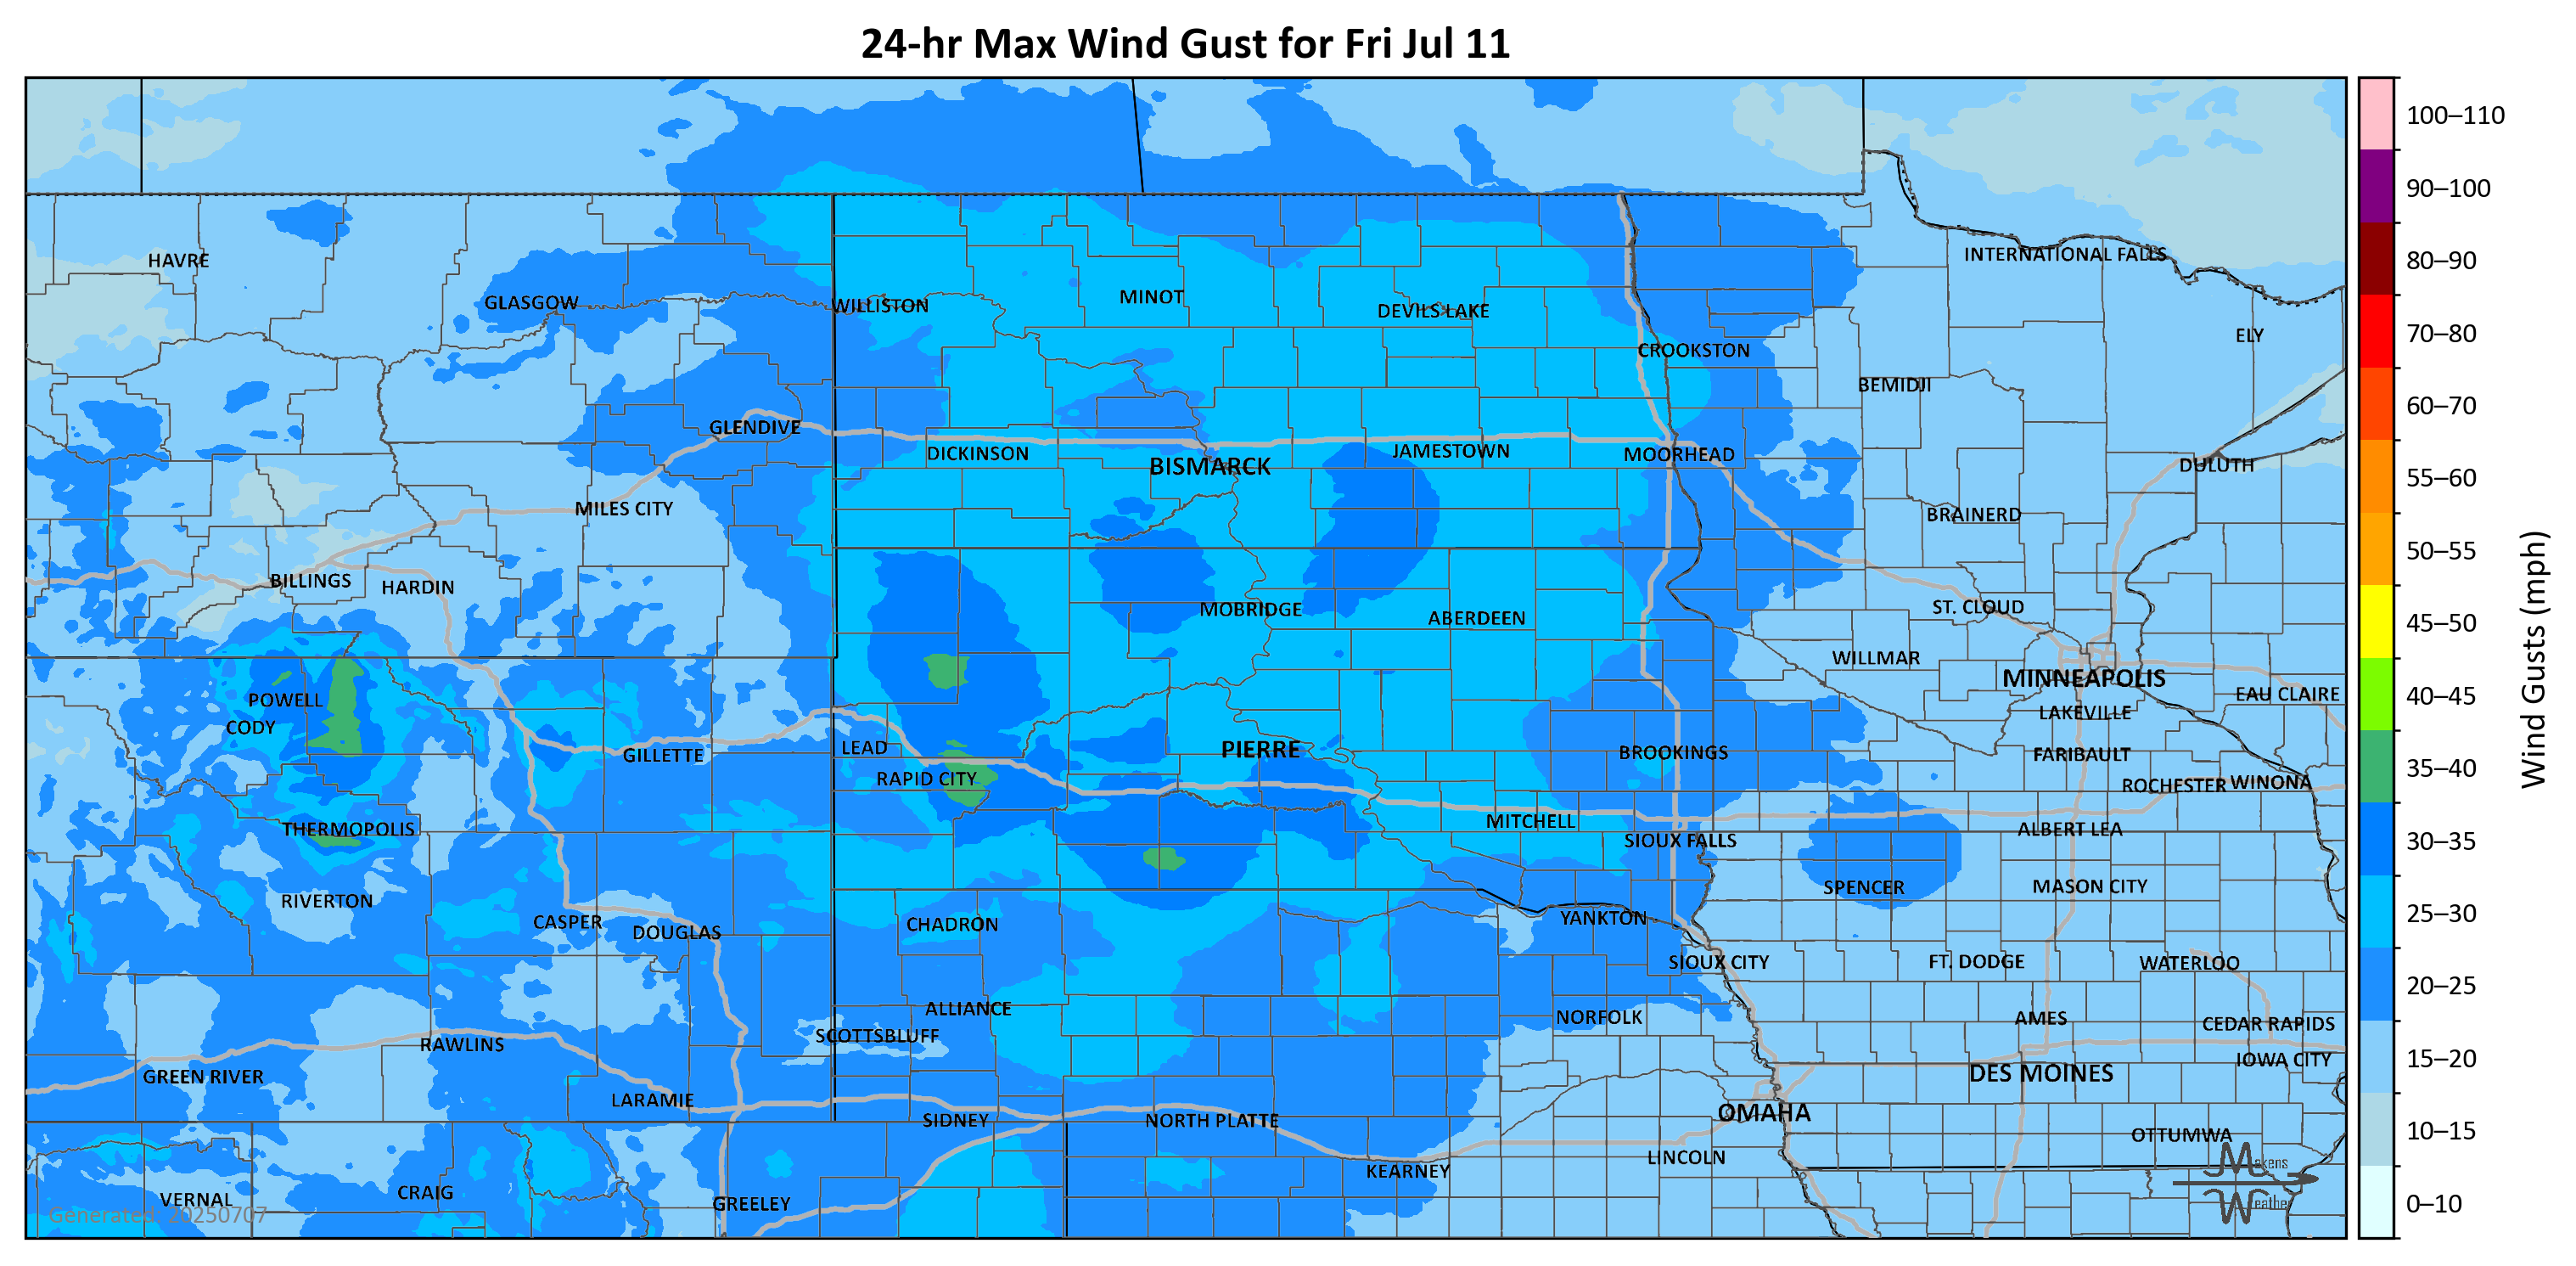 24-hr Max Wind Gust for Fri Jul 11
100–110
90–100
80–90
70–80
60–70
55–60
50–55
45–50
40–45
35–40
30–35
25–30
20–25
15–20
10–15
0–10
Wind Gusts (mph)
HAVRE
INTERNATIONAL FALLS
GLASGOW
WILLISTON
MINOT
DEVILS LAKE
ELY
CROOKSTON
BEMIDJI
GLENDIVE
DICKINSON
BISMARCK
JAMESTOWN
MOORHEAD
DULUTH
MILES CITY
BRAINERD
BILLINGS
HARDIN
MOBRIDGE
ABERDEEN
ST. CLOUD
WILLMAR
MINNEAPOLIS
EAU CLAIRE
POWELL
CODY
LAKEVILLE
GILLETTE
LEAD
PIERRE
BROOKINGS
FARIBAULT
RAPID CITY
ROCHESTER
WINONA
THERMOPOLIS
MITCHELL
SIOUX FALLS
ALBERT LEA
RIVERTON
SPENCER
MASON CITY
CASPER
DOUGLAS
CHADRON
YANKTON
SIOUX CITY
FT. DODGE
WATERLOO
ALLIANCE
NORFOLK
AMES
CEDAR RAPIDS
SCOTTSBLUFF
RAWLINS
IOWA CITY
GREEN RIVER
DES MOINES
LARAMIE
SIDNEY
NORTH PLATTE
OMAHA
OTTUMWA
KEARNEY
LINCOLN
VERNAL
CRAIG
GREELEY
Generated: 20250707
Makens
Weather